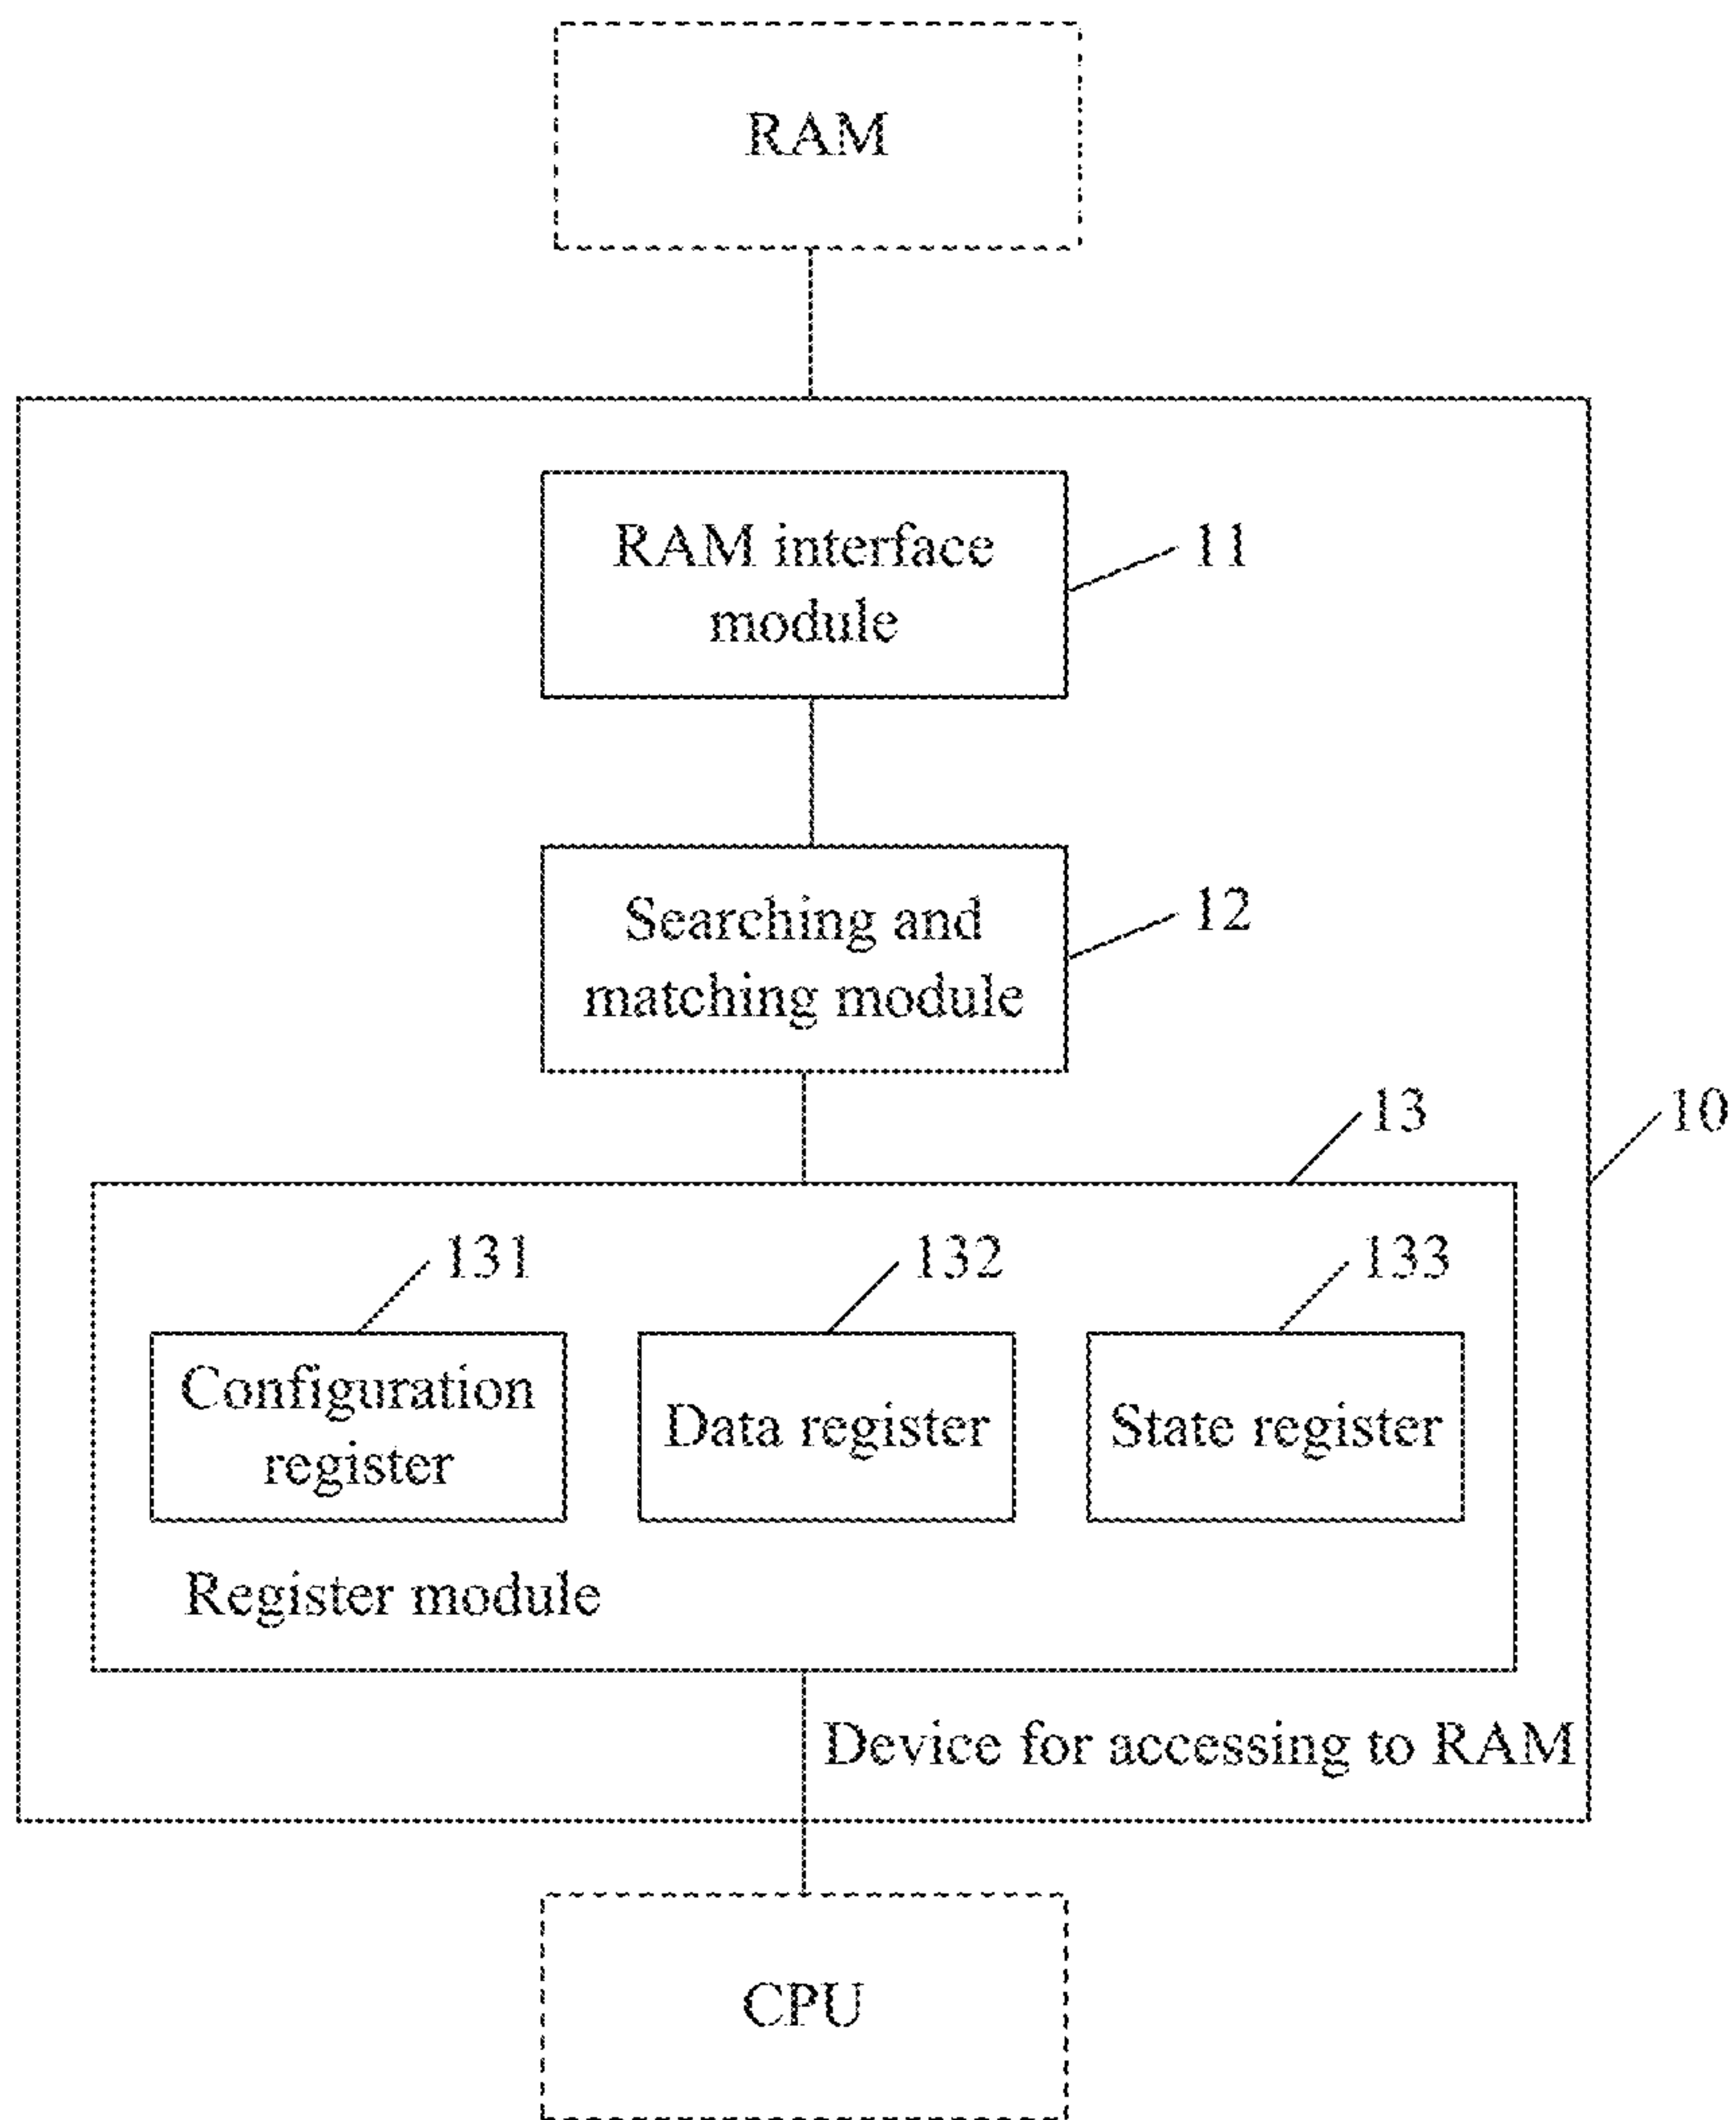 RAM
RAM interface
module
11
Searching and
matching module
12
13
10
131
132
133
Configuration
register
Data register
State register
Register module
Device for accessing to RAM
CPU